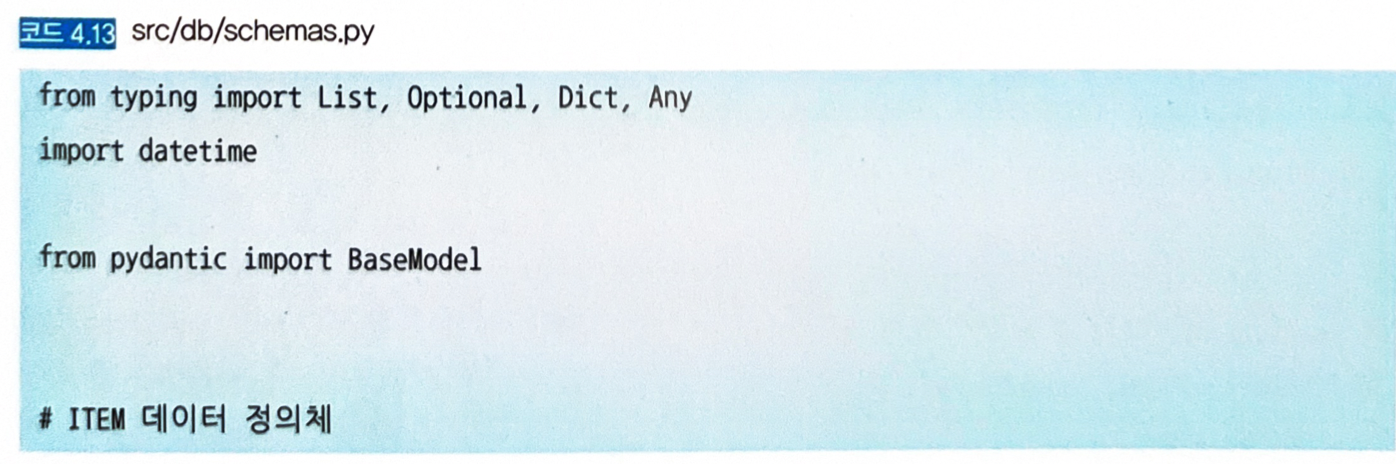 코드 4.13 src/db/schemas.py
from typing import List, Optional, Dict, Any
import datetime
from pydantic import BaseModel
# ITEM 데이터 정의체